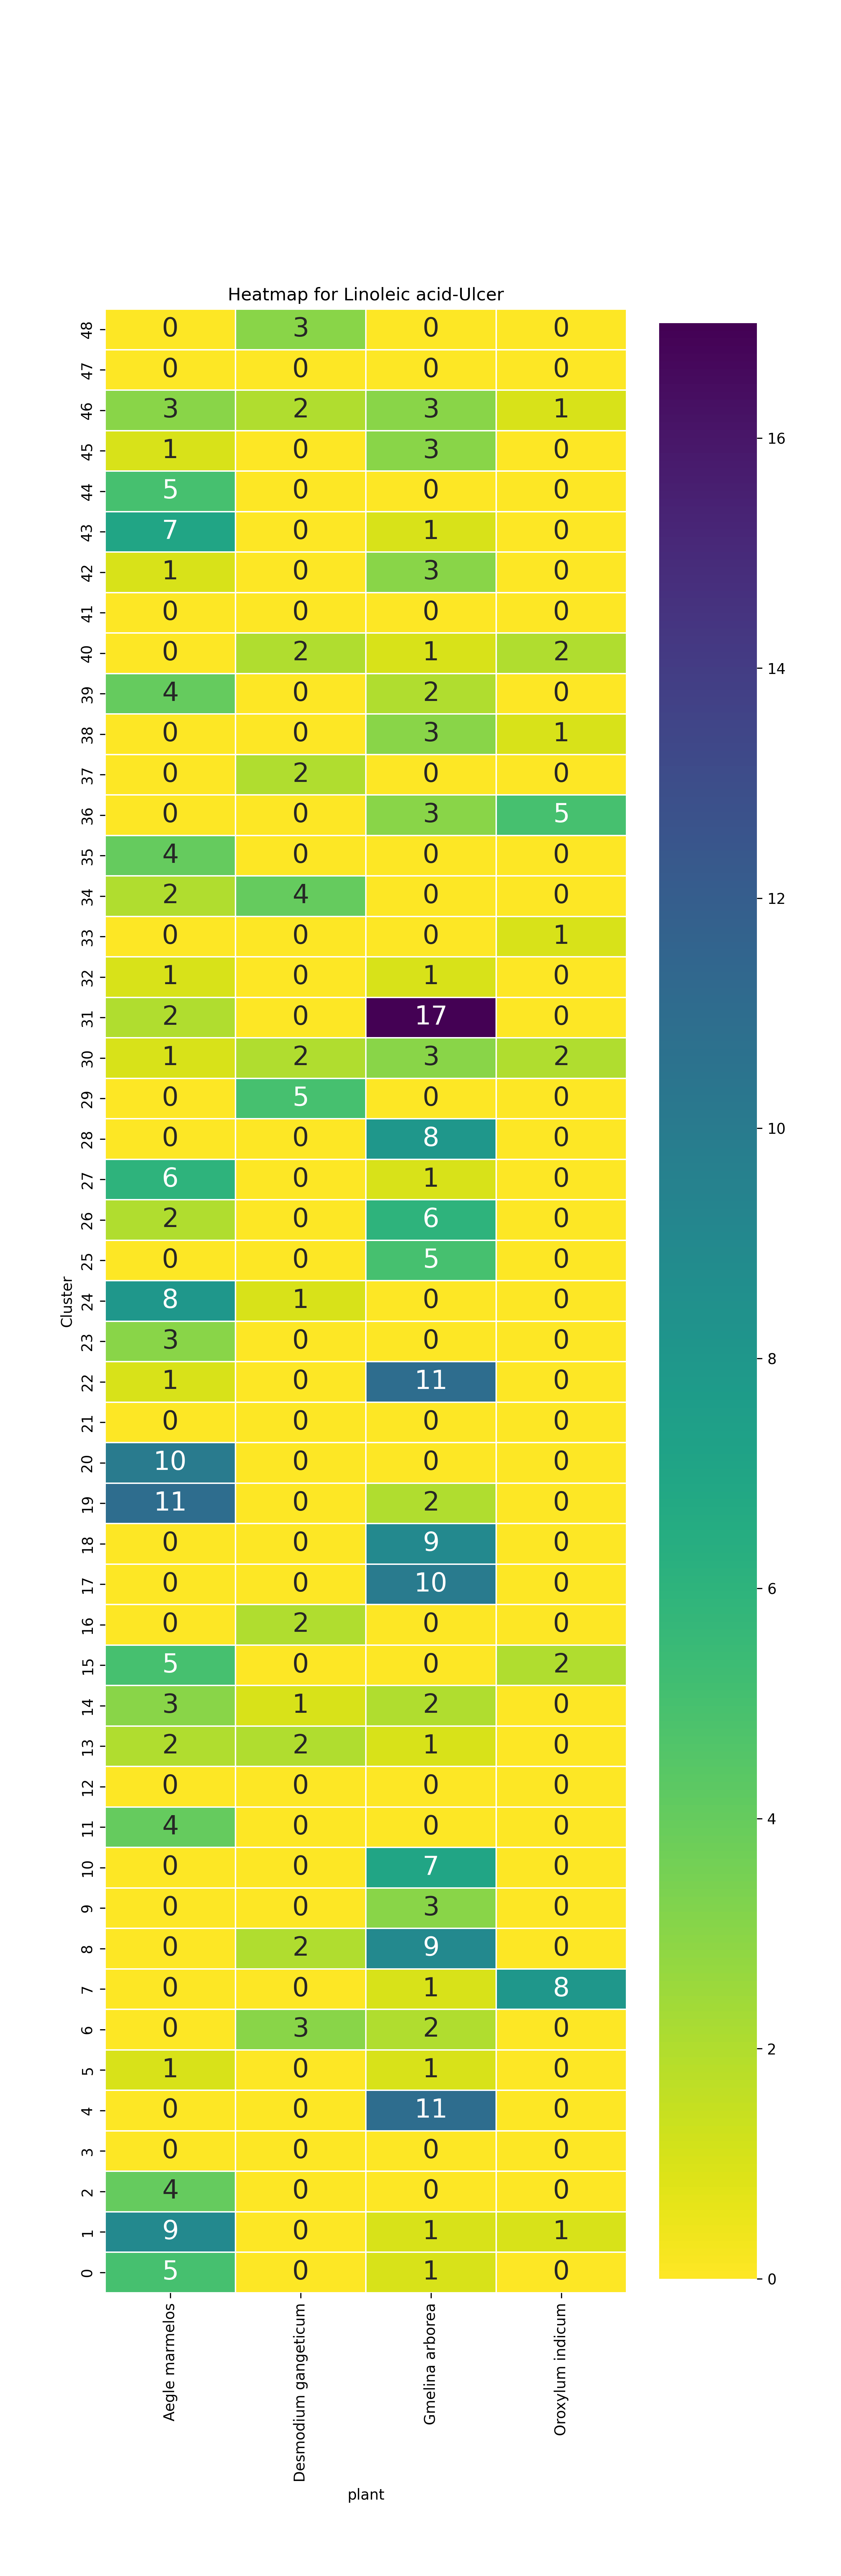 Heatmap for Linoleic acid-Ulcer
48 0 3 0 0
47 0 0 0 0
46 3 2 3 1
45 1 0 3 0
44 5 0 0 0
43 7 0 1 0
42 1 0 3 0
41 0 0 0 0
40 0 2 1 2
39 4 0 2 0
38 0 0 3 1
37 0 2 0 0
36 0 0 3 5
35 4 0 0 0
34 2 4 0 0
33 0 0 0 1
32 1 0 1 0
31 2 0 17 0
30 1 2 3 2
29 0 5 0 0
28 0 0 8 0
27 6 0 1 0
26 2 0 6 0
25 0 0 5 0
24 8 1 0 0
23 3 0 0 0
22 1 0 11 0
21 0 0 0 0
20 10 0 0 0
19 11 0 2 0
18 0 0 9 0
17 0 0 10 0
16 0 2 0 0
15 5 0 0 2
14 3 1 2 0
13 2 2 1 0
12 0 0 0 0
11 4 0 0 0
10 0 0 7 0
9 0 0 3 0
8 0 2 9 0
7 0 0 1 8
6 0 3 2 0
5 1 0 1 0
4 0 0 11 0
3 0 0 0 0
2 4 0 0 0
1 9 0 1 1
0 5 0 1 0
Cluster
Aegle marmelos
Desmodium gangeticum
Gmelina arborea
Oroxylum indicum
plant
16
14
12
10
8
6
4
2
0